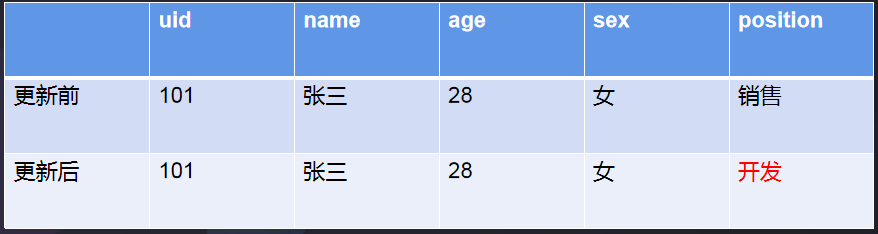 uid name age sex position
更新前 101 张三 28 女 销售
更新后 101 张三 28 女 开发